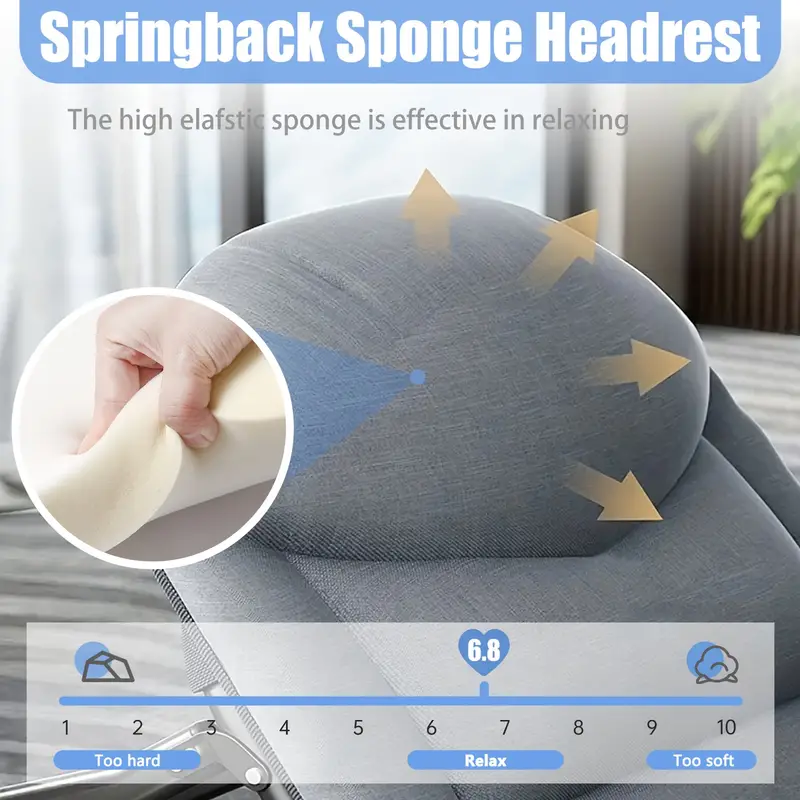 Springback Sponge Headrest
The high elafstic sponge is effective in relaxing
6.8
1 2 3 4 5 6 7 8 9 10
Too hard Relax Too soft